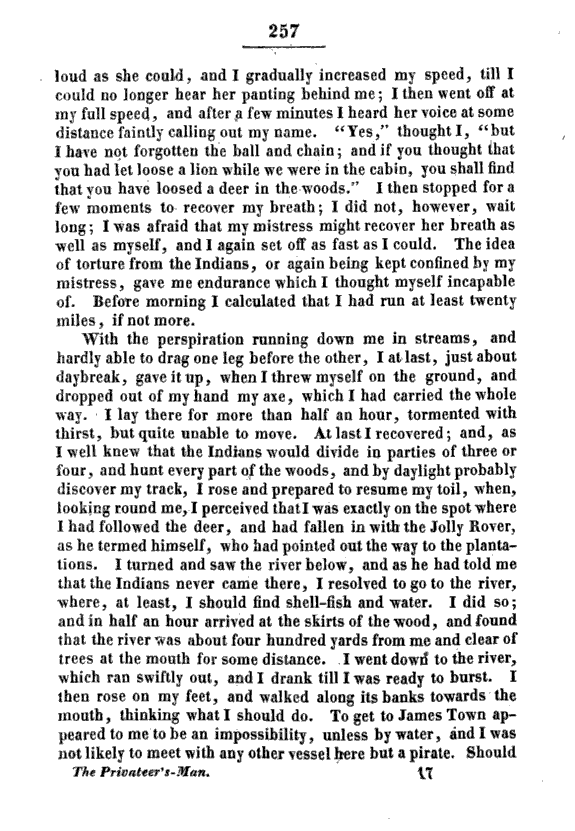 257
loud as she could, and I gradually increased my speed, till I
could no longer hear her panting behind me; I then went off at
my full speed, and after a few minutes I heard her voice at some
distance faintly calling out my name. "Yes," thought I, "but
I have not forgotten the ball and chain; and if you thought that
you had let loose a lion while we were in the cabin, you shall find
that you have loosed a deer in the woods." I then stopped for a
few moments to recover my breath; I did not, however, wait
long; I was afraid that my mistress might recover her breath as
well as myself, and I again set off as fast as I could. The idea
of torture from the Indians, or again being kept confined by my
mistress, gave me endurance which I thought myself incapable
of. Before morning I calculated that I had run at least twenty
miles, if not more.
With the perspiration running down me in streams, and
hardly able to drag one leg before the other, I at last, just about
daybreak, gave it up, when I threw myself on the ground, and
dropped out of my hand my axe, which I had carried the whole
way. I lay there for more than half an hour, tormented with
thirst, but quite unable to move. At last I recovered; and, as
I well knew that the Indians would divide in parties of three or
four, and hunt every part of the woods, and by daylight probably
discover my track, I rose and prepared to resume my toil, when,
looking round me, I perceived that I was exactly on the spot where
I had followed the deer, and had fallen in with the Jolly Rover,
as he termed himself, who had pointed out the way to the planta-
tions. I turned and saw the river below, and as he had told me
that the Indians never came there, I resolved to go to the river,
where, at least, I should find shell-fish and water. I did so;
and in half an hour arrived at the skirts of the wood, and found
that the river was about four hundred yards from me and clear of
trees at the mouth for some distance. I went down to the river,
which ran swiftly out, and I drank till I was ready to burst. I
then rose on my feet, and walked along its banks towards the
mouth, thinking what I should do. To get to James Town ap-
peared to me to be an impossibility, unless by water, and I was
not likely to meet with any other vessel here but a pirate. Should
The Privateer's-Man. 17